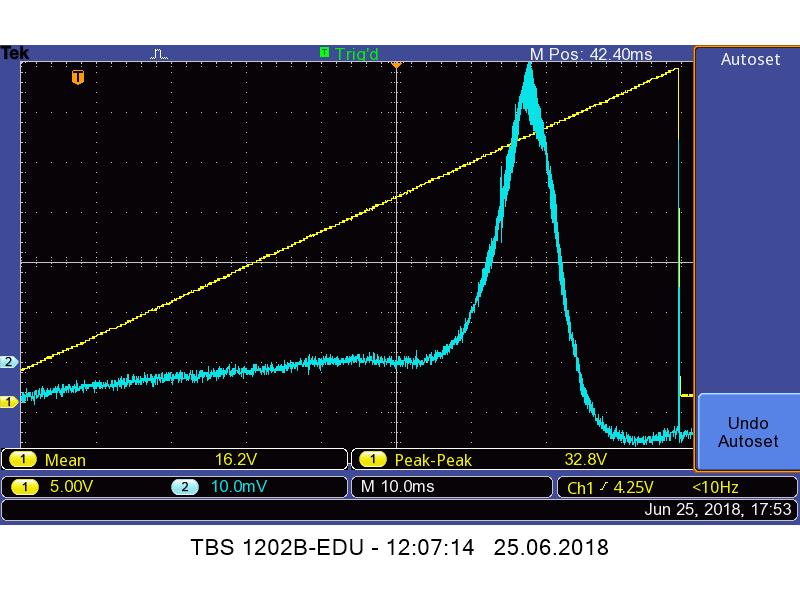 Tek T Trig'd M Pos: 42.40ms Autoset
T
2
1
Undo
Autoset
1 Mean 16.2V 1 Peak-Peak 32.8V
1 5.00V 2 10.0mV M 10.0ms Ch1 4.25V <10Hz
Jun 25, 2018, 17:53
TBS 1202B-EDU - 12:07:14 25.06.2018